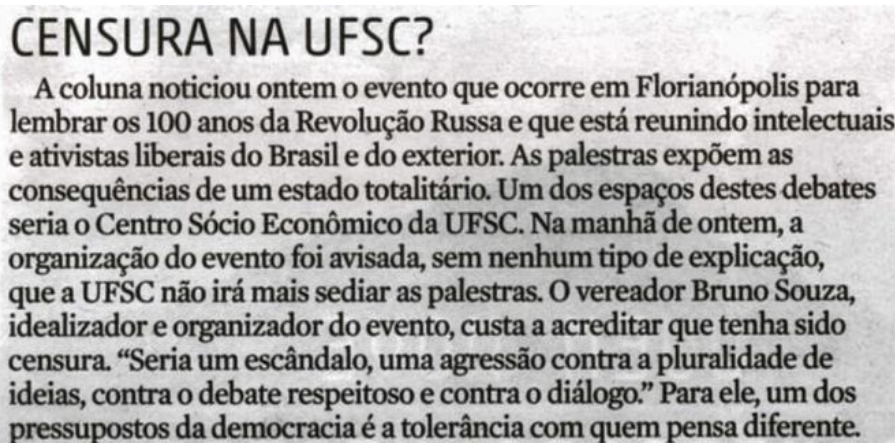 CENSURA NA UFSC?
A coluna noticiou ontem o evento que ocorre em Florianópolis para
lembrar os 100 anos da Revolução Russa e que está reunindo intelectuais
e ativistas liberais do Brasil e do exterior. As palestras expõem as
consequências de um estado totalitário. Um dos espaços destes debates
seria o Centro Sócio Econômico da UFSC. Na manhã de ontem, a
organização do evento foi avisada, sem nenhum tipo de explicação,
que a UFSC não irá mais sediar as palestras. O vereador Bruno Souza,
idealizador e organizador do evento, custa a acreditar que tenha sido
censura. “Seria um escândalo, uma agressão contra a pluralidade de
ideias, contra o debate respeitoso e contra o diálogo.” Para ele, um dos
pressupostos da democracia é a tolerância com quem pensa diferente.